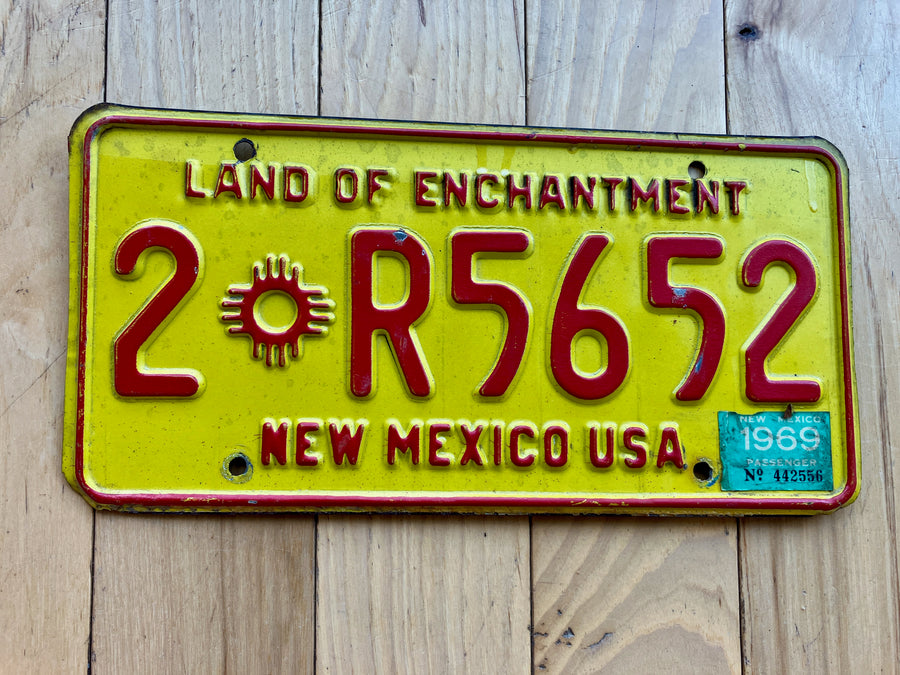 LAND OF ENCHANTMENT
2 R5652
NEW MEXICO USA
NEW MEXICO
1969
PASSENGER
Nº 442556